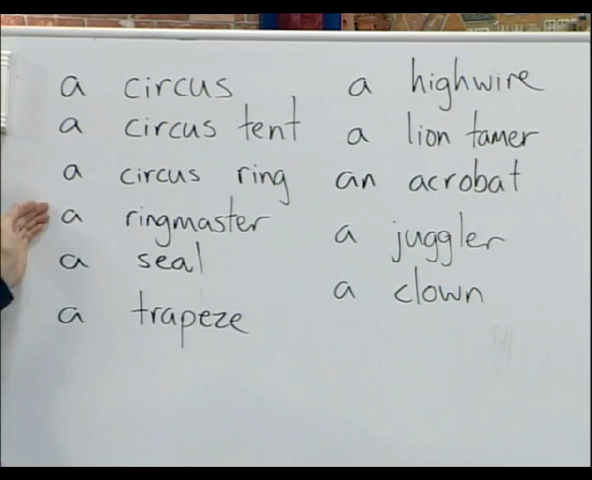 a circus
a circus tent
a circus ring
a ringmaster
a seal
a trapeze
a highwire
a lion tamer
an acrobat
a juggler
a clown